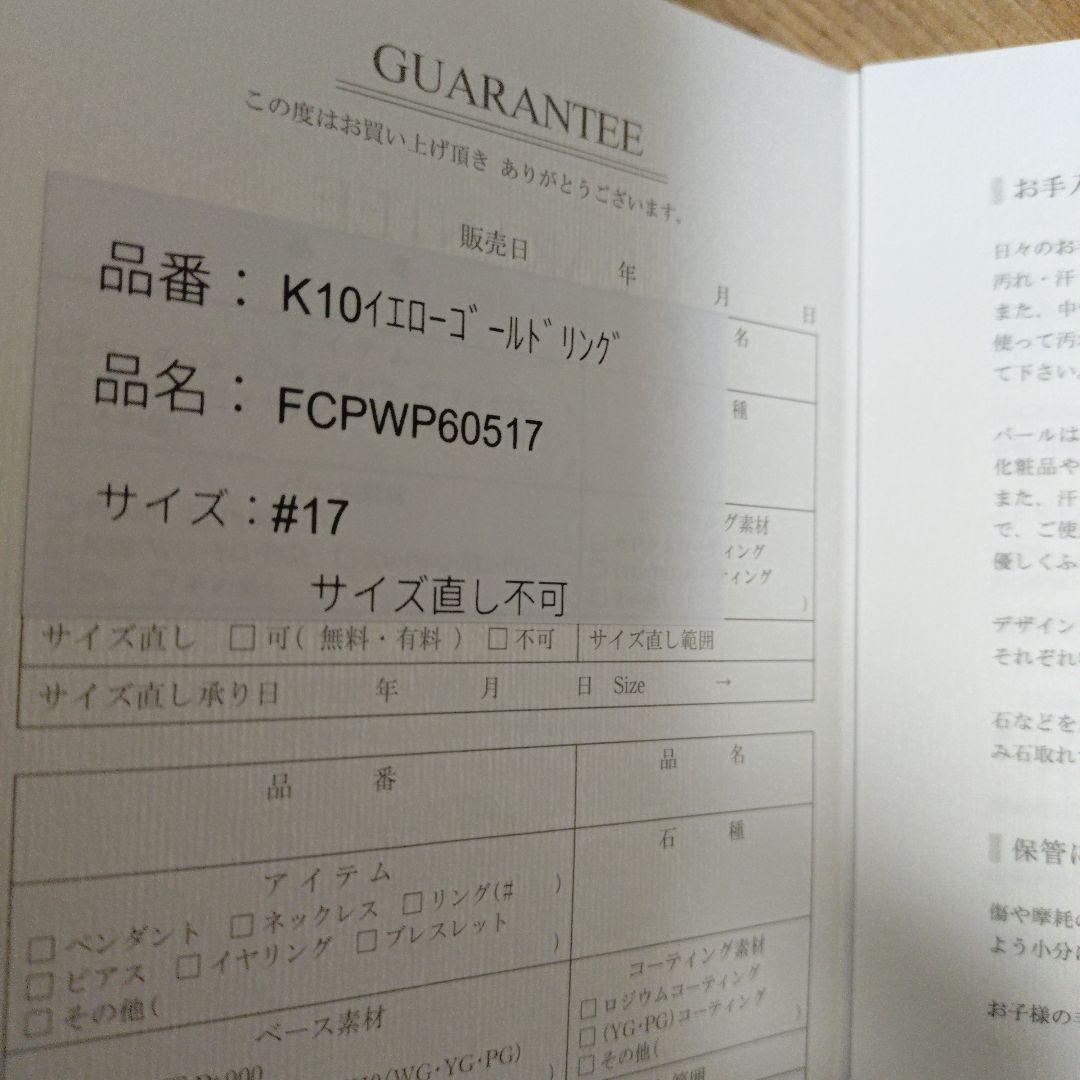 GUARANTEE
この度はお買い上げ頂き ありがとうございます。
販売日 年 月 日
品番： K10ｲｴﾛｰｺﾞｰﾙﾄﾞﾘﾝｸﾞ
品名： FCPWP60517
サイズ：#17
サイズ直し不可
名
種
グ素材
ィング
ティング
)
サイズ直し □可( 無料・有料 ) □不可 サイズ直し範囲
サイズ直し承り日 年 月 日 Size →
品 番
品 名
アイテム
石 種
□ペンダント □ネックレス □リング(# )
□ピアス □イヤリング □ブレスレット
□その他( )
コーティング素材
□ロジウムコーティング
□(YG・PG)コーティング
□その他( )
ベース素材
(WG・YG・PG)
範囲
お手入
日々のお
汚れ・汗
また、中
使って汚
て下さい
パールは
化粧品や
また、汗
で、ご使
優しくふ
デザイン
それぞれ
石などを
み石取れ
保管に
傷や摩耗の
よう小分け
お子様の手